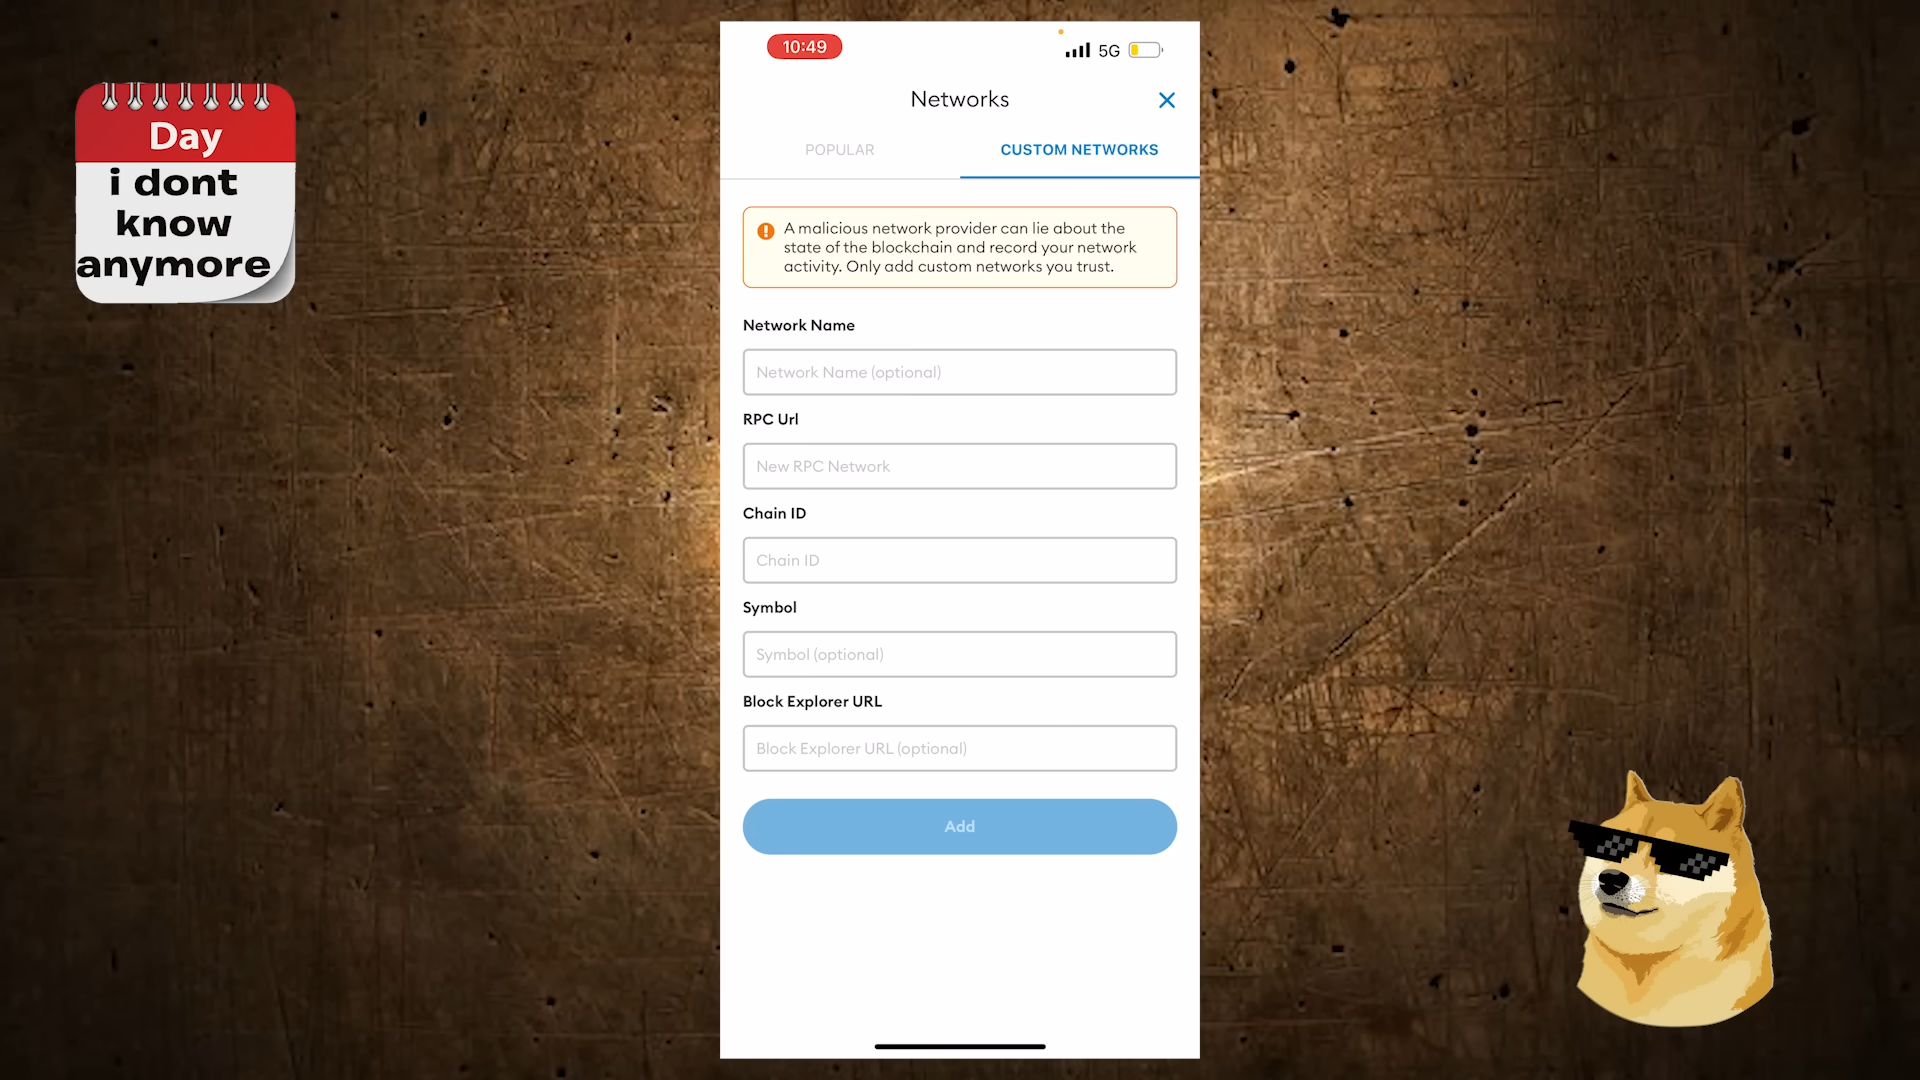 Day
i dont
know
anymore
10:49
5G
Networks
POPULAR
CUSTOM NETWORKS
A malicious network provider can lie about the
state of the blockchain and record your network
activity. Only add custom networks you trust.
Network Name
Network Name (optional)
RPC Url
New RPC Network
Chain ID
Chain ID
Symbol
Symbol (optional)
Block Explorer URL
Block Explorer URL (optional)
Add